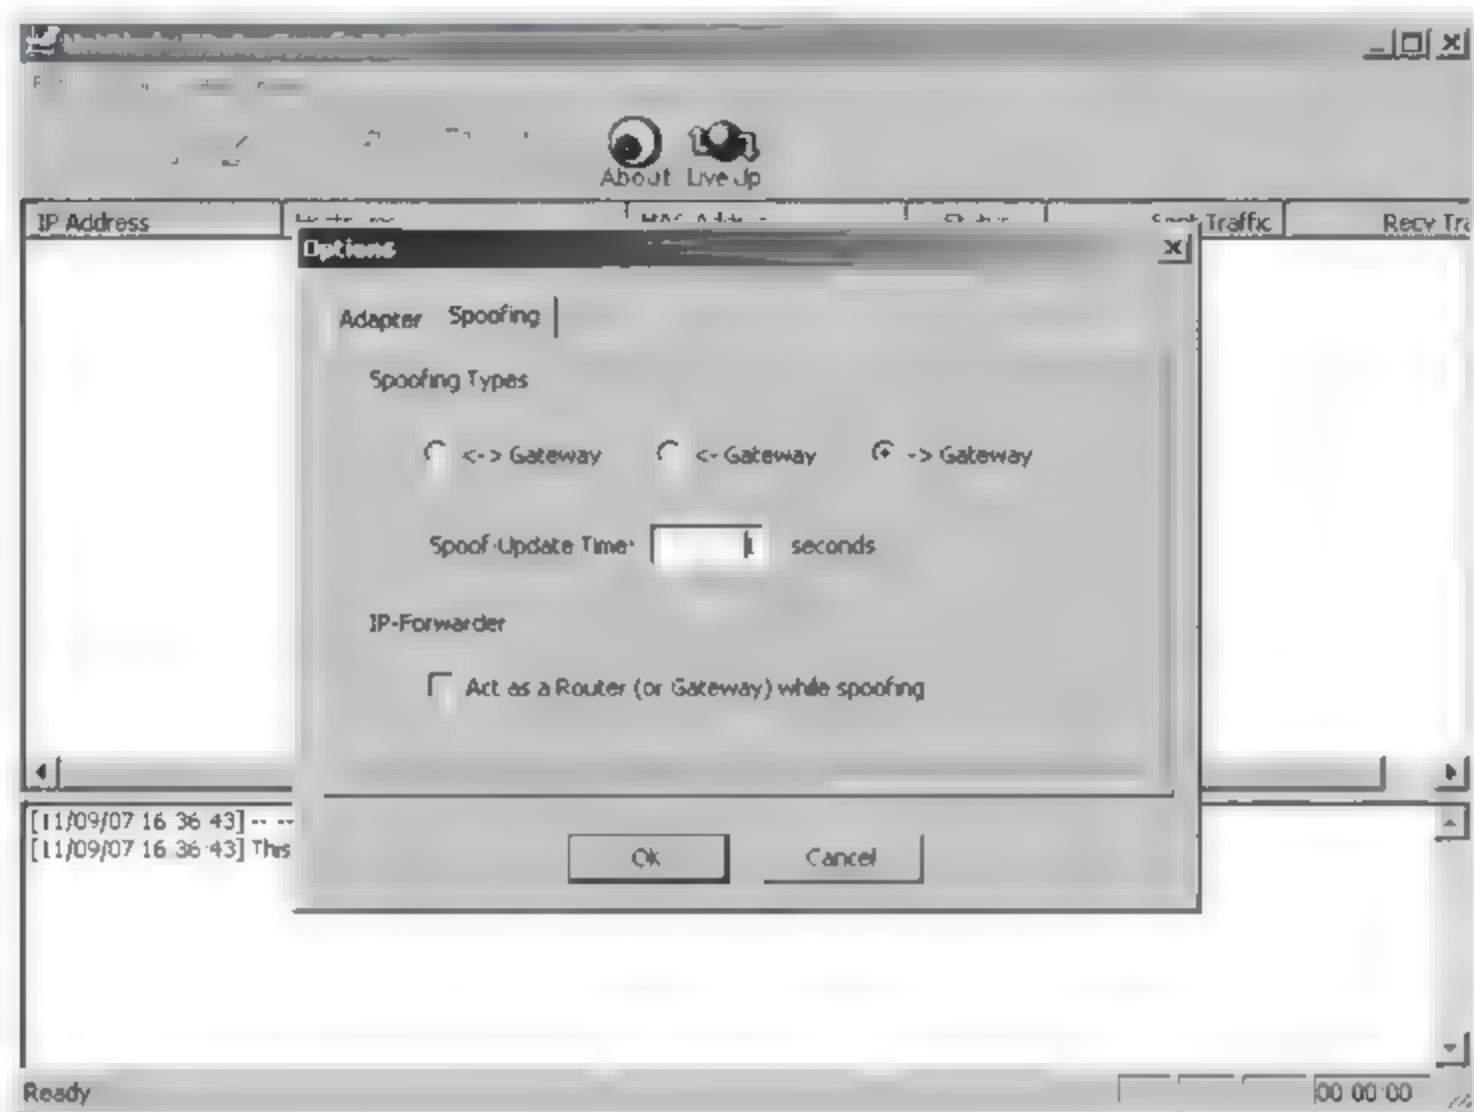 About Live Up
IP Address Traffic Recv Tra
Options
Adapter Spoofing
Spoofing Types
<-> Gateway <- Gateway -> Gateway
Spoof-Update Time: 1 seconds
IP-Forwarder
Act as a Router (or Gateway) while spoofing
[11/09/07 16:36:43] -- --
[11/09/07 16:36:43] This
Ok Cancel
Ready 00:00:00